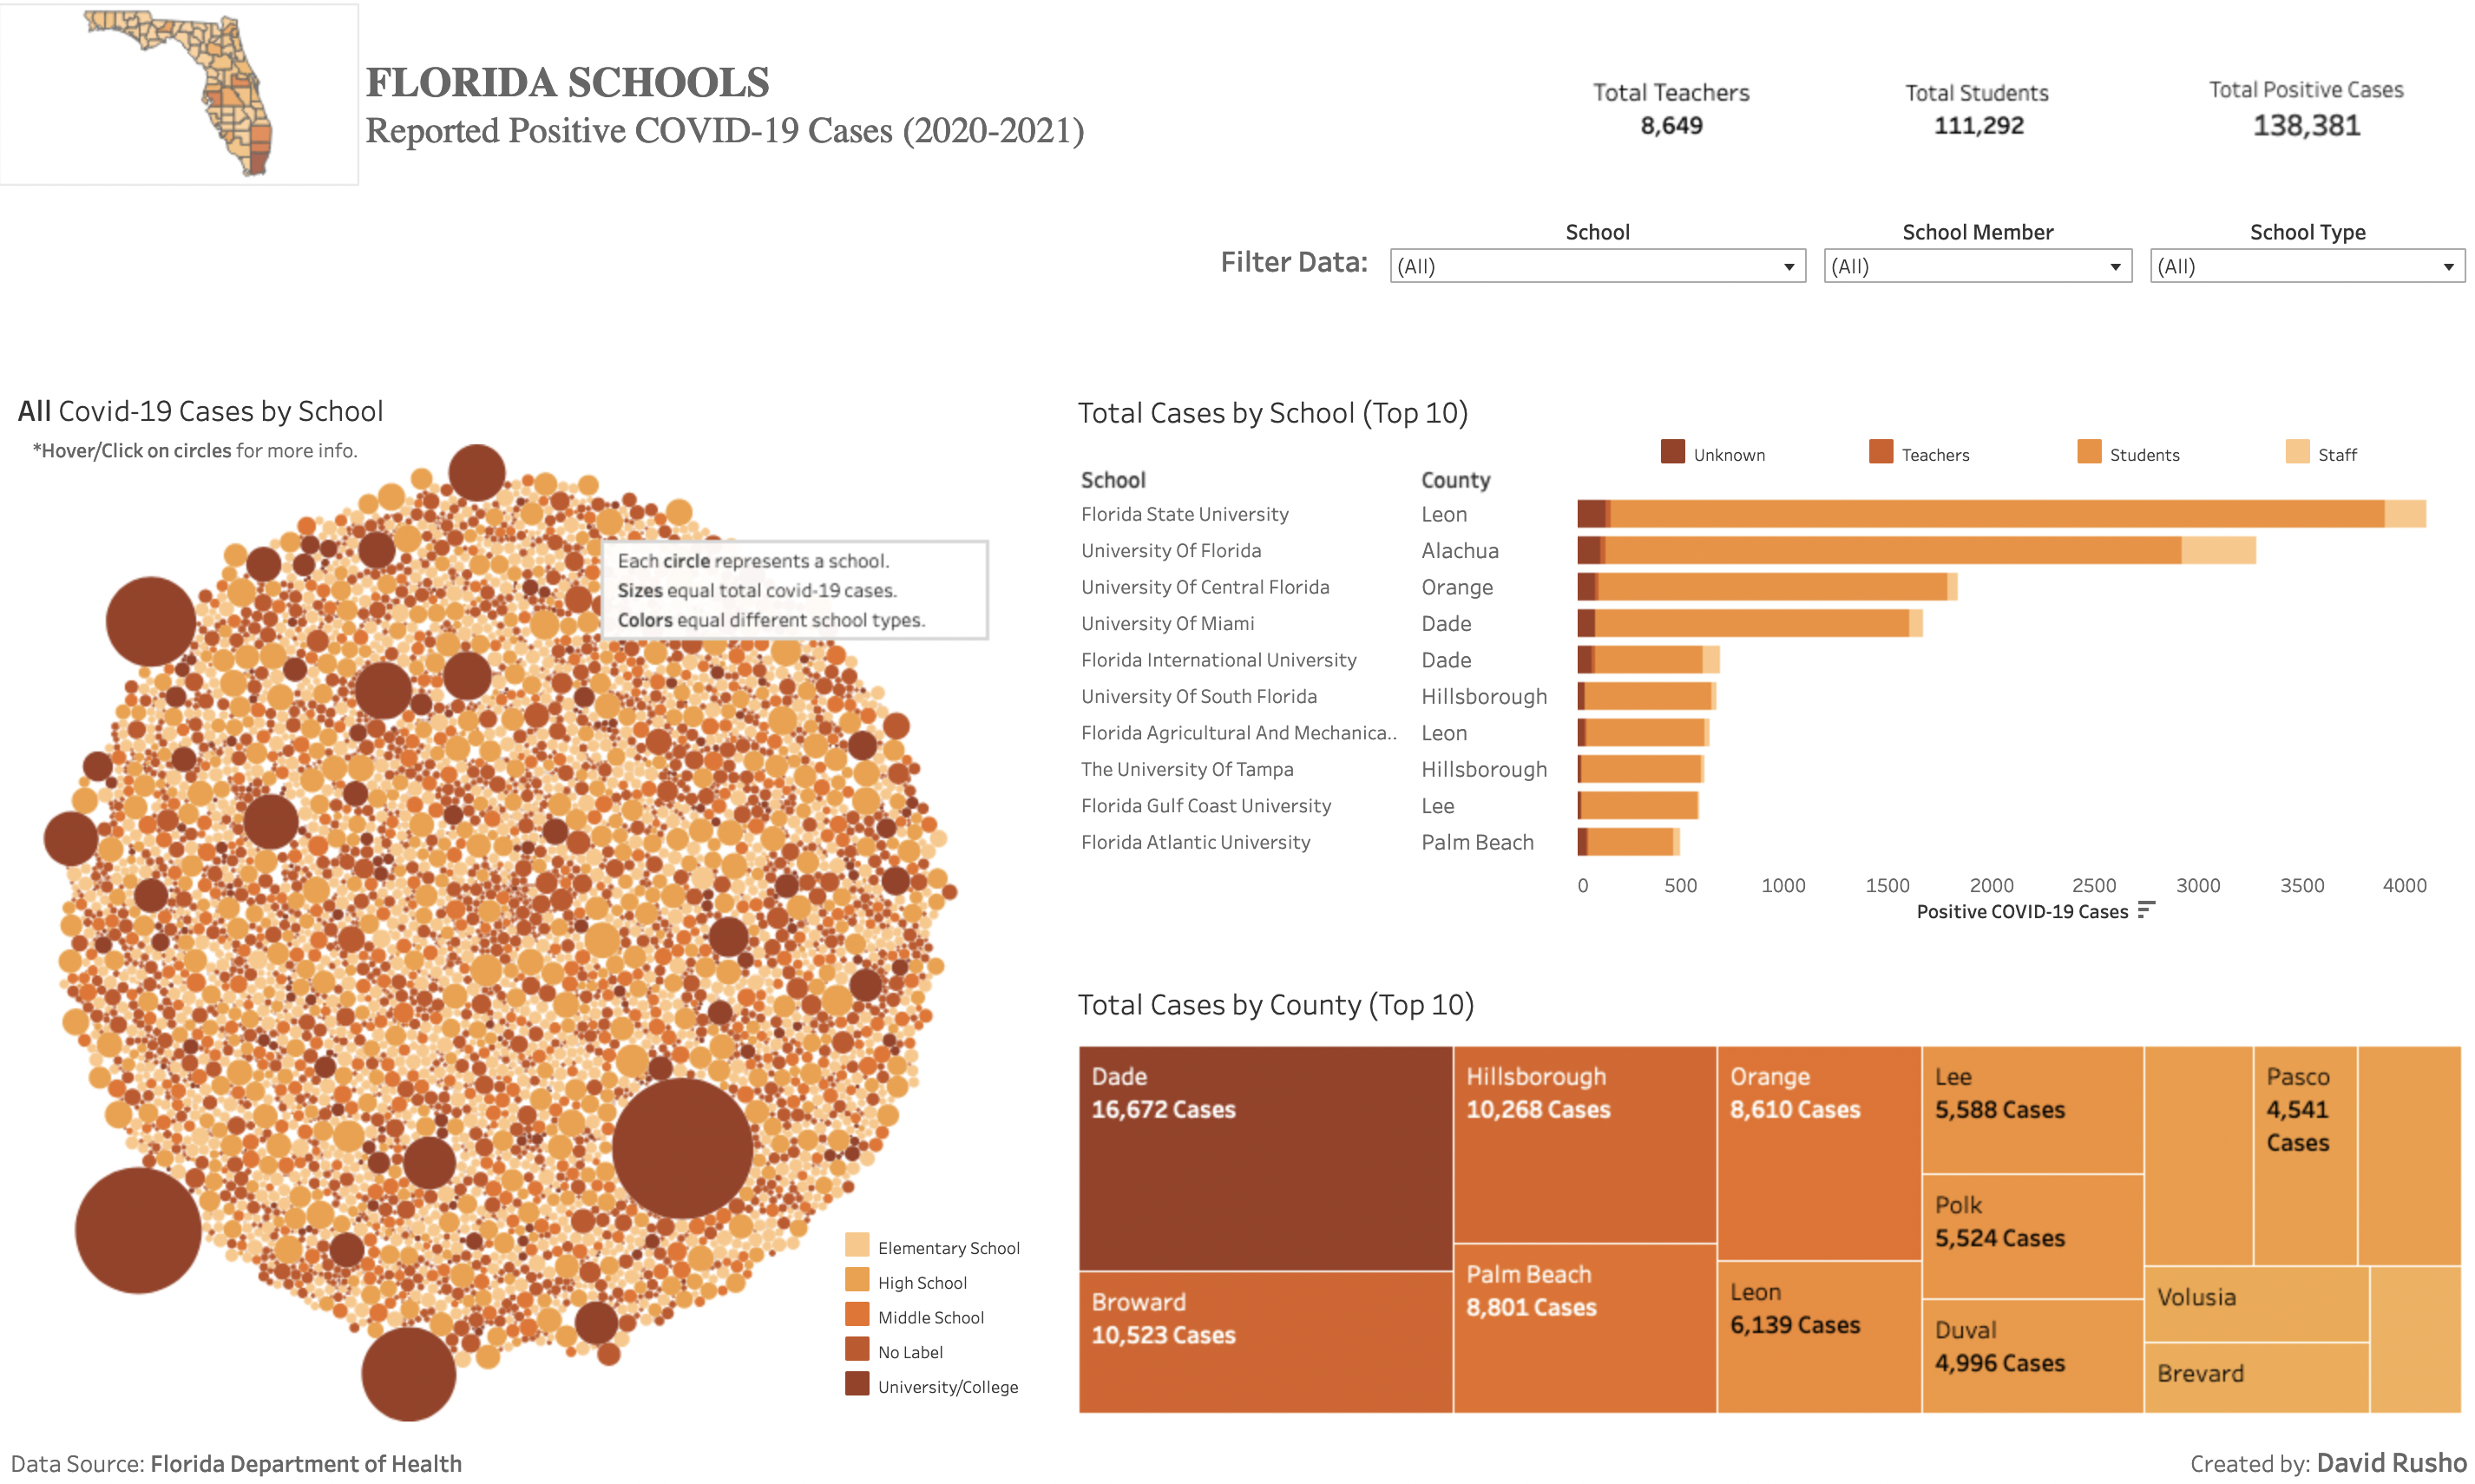 FLORIDA SCHOOLS
Reported Positive COVID-19 Cases (2020-2021)
Total Teachers
8,649
Total Students
111,292
Total Positive Cases
138,381
Filter Data:
School
(All)
School Member
(All)
School Type
(All)
All Covid-19 Cases by School
*Hover/Click on circles for more info.
Each circle represents a school.
Sizes equal total covid-19 cases.
Colors equal different school types.
Elementary School
High School
Middle School
No Label
University/College
Total Cases by School (Top 10)
Unknown
Teachers
Students
Staff
School County
Florida State University Leon
University Of Florida Alachua
University Of Central Florida Orange
University Of Miami Dade
Florida International University Dade
University Of South Florida Hillsborough
Florida Agricultural And Mechanica.. Leon
The University Of Tampa Hillsborough
Florida Gulf Coast University Lee
Florida Atlantic University Palm Beach
0 500 1000 1500 2000 2500 3000 3500 4000
Positive COVID-19 Cases
Total Cases by County (Top 10)
Dade
16,672 Cases
Broward
10,523 Cases
Hillsborough
10,268 Cases
Palm Beach
8,801 Cases
Orange
8,610 Cases
Leon
6,139 Cases
Lee
5,588 Cases
Polk
5,524 Cases
Duval
4,996 Cases
Pasco
4,541
Cases
Volusia
Brevard
Data Source: Florida Department of Health
Created by: David Rusho